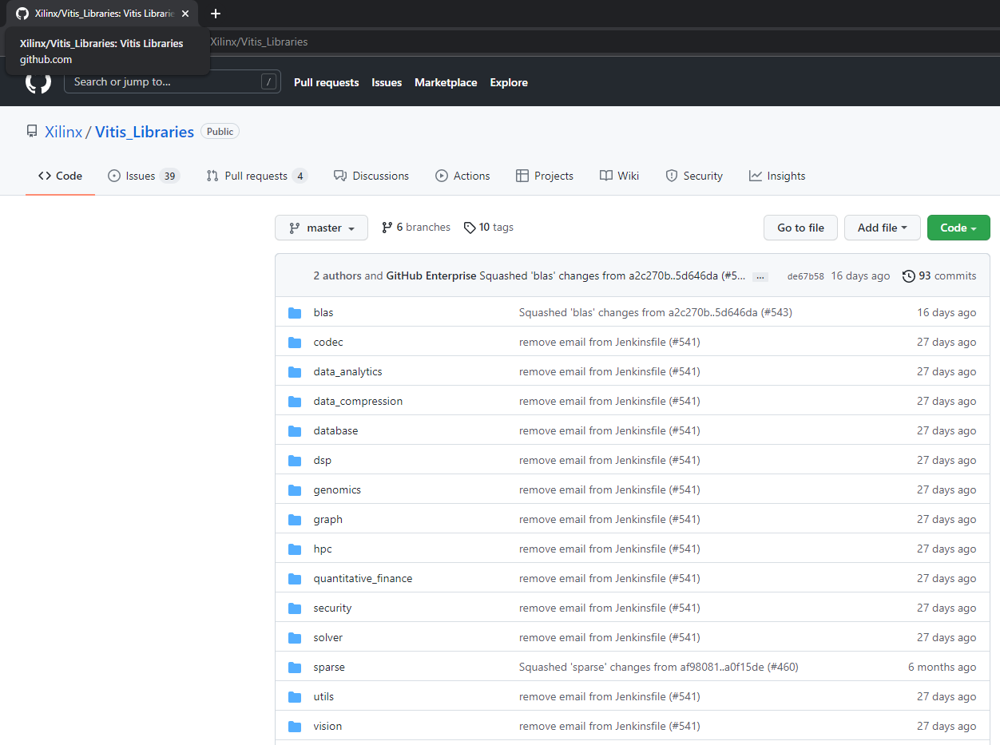 Xilinx/Vitis_Libraries: Vitis Librarie
Xilinx/Vitis_Libraries: Vitis Libraries
github.com
Xilinx/Vitis_Libraries
Search or jump to... / Pull requests Issues Marketplace Explore
Xilinx / Vitis_Libraries Public
Code Issues 39 Pull requests 4 Discussions Actions Projects Wiki Security Insights
master 6 branches 10 tags Go to file Add file Code
2 authors and GitHub Enterprise Squashed 'blas' changes from a2c270b..5d646da (#5... ... de67b58 16 days ago 93 commits
blas Squashed 'blas' changes from a2c270b..5d646da (#543) 16 days ago
codec remove email from Jenkinsfile (#541) 27 days ago
data_analytics remove email from Jenkinsfile (#541) 27 days ago
data_compression remove email from Jenkinsfile (#541) 27 days ago
database remove email from Jenkinsfile (#541) 27 days ago
dsp remove email from Jenkinsfile (#541) 27 days ago
genomics remove email from Jenkinsfile (#541) 27 days ago
graph remove email from Jenkinsfile (#541) 27 days ago
hpc remove email from Jenkinsfile (#541) 27 days ago
quantitative_finance remove email from Jenkinsfile (#541) 27 days ago
security remove email from Jenkinsfile (#541) 27 days ago
solver remove email from Jenkinsfile (#541) 27 days ago
sparse Squashed 'sparse' changes from af98081..a0f15de (#460) 6 months ago
utils remove email from Jenkinsfile (#541) 27 days ago
vision remove email from Jenkinsfile (#541) 27 days ago